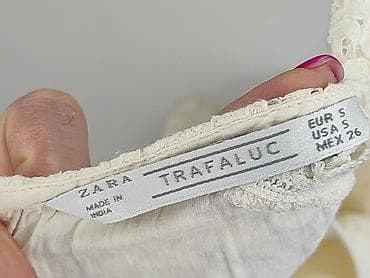 ZARA
MADE IN
INDIA
TRAFALUC
EUR S
USA S
MEX 26